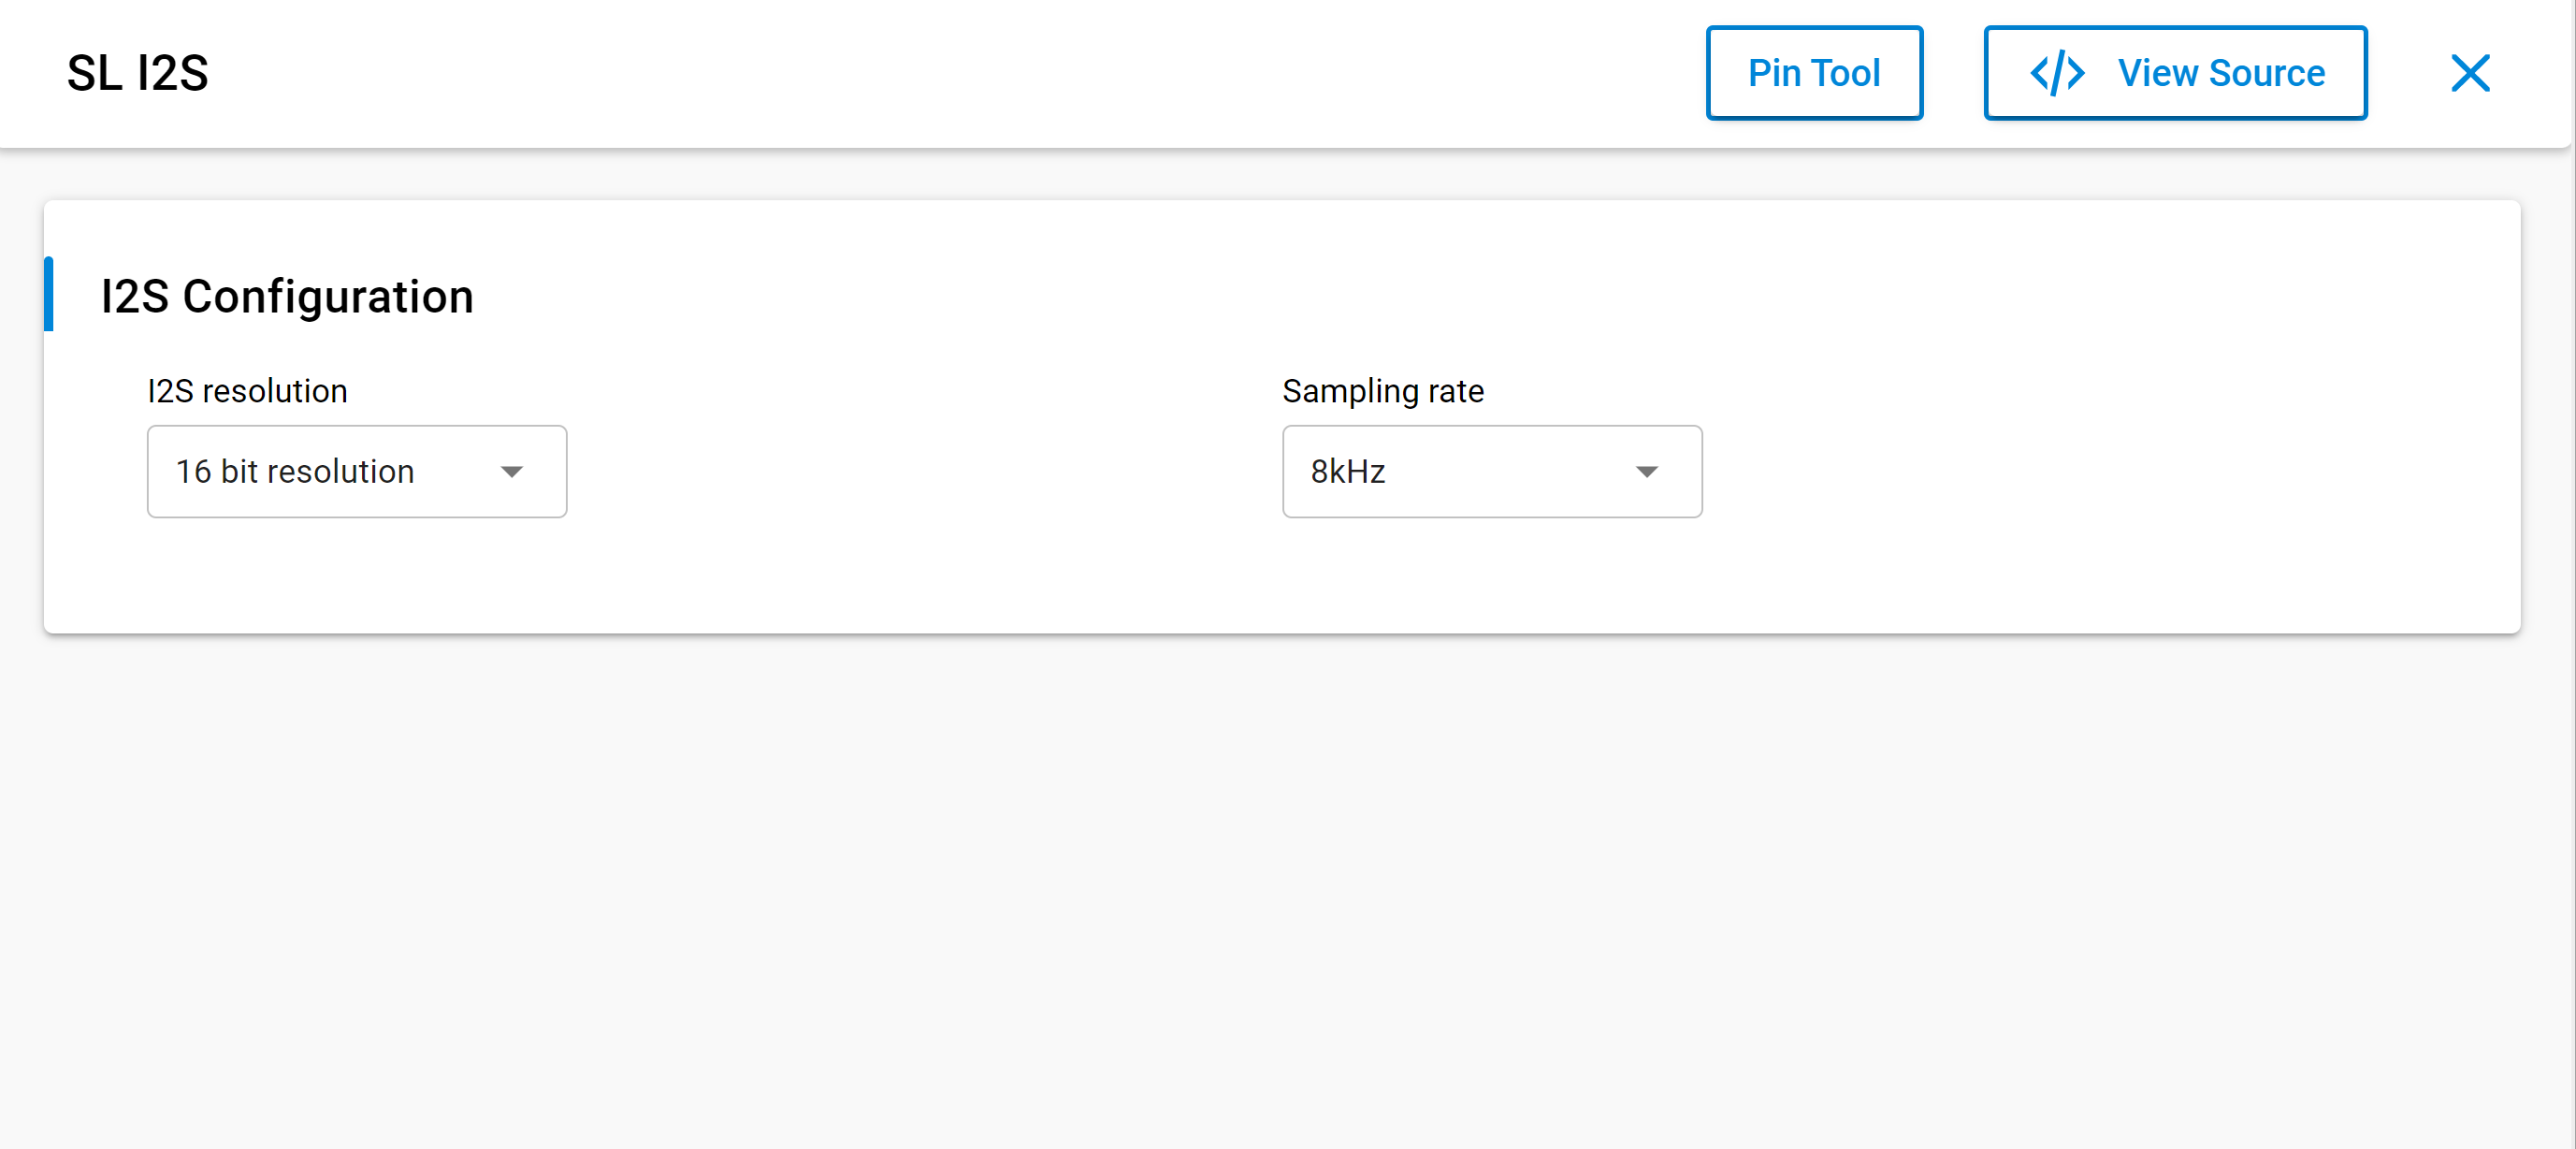 SL I2S
Pin Tool
</> View Source
I2S Configuration
I2S resolution
Sampling rate
16 bit resolution
8kHz